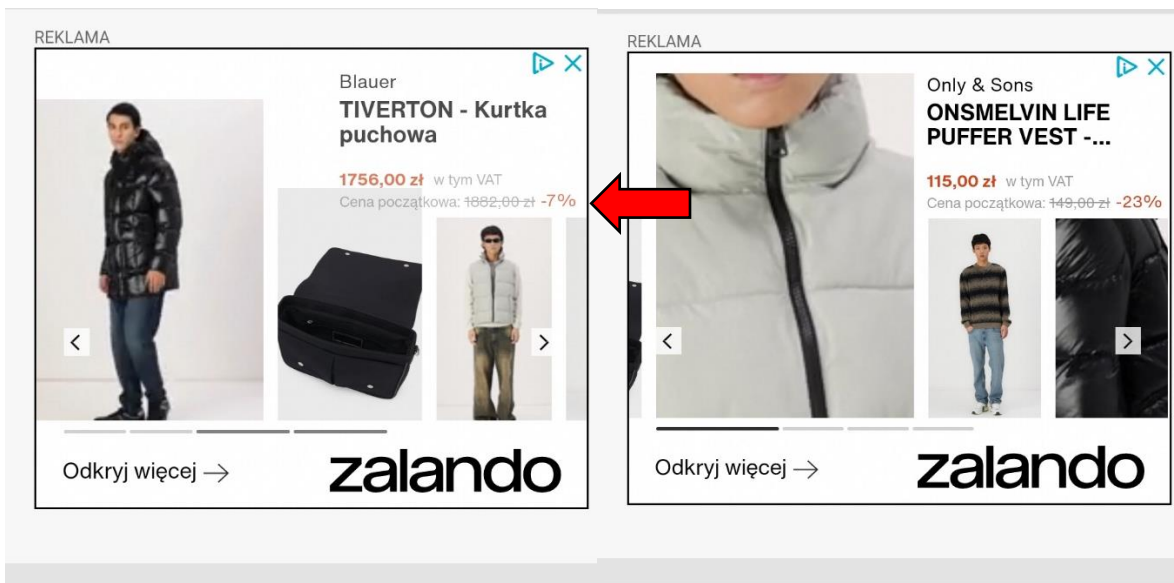 REKLAMA
Blauer
TIVERTON - Kurtka
puchowa
1756,00 zł w tym VAT
Cena początkowa: 1882,00 zł -7%
Odkryj więcej →
zalando
REKLAMA
Only & Sons
ONSMELVIN LIFE
PUFFER VEST -...
115,00 zł w tym VAT
Cena początkowa: 149,00 zł -23%
Odkryj więcej →
zalando